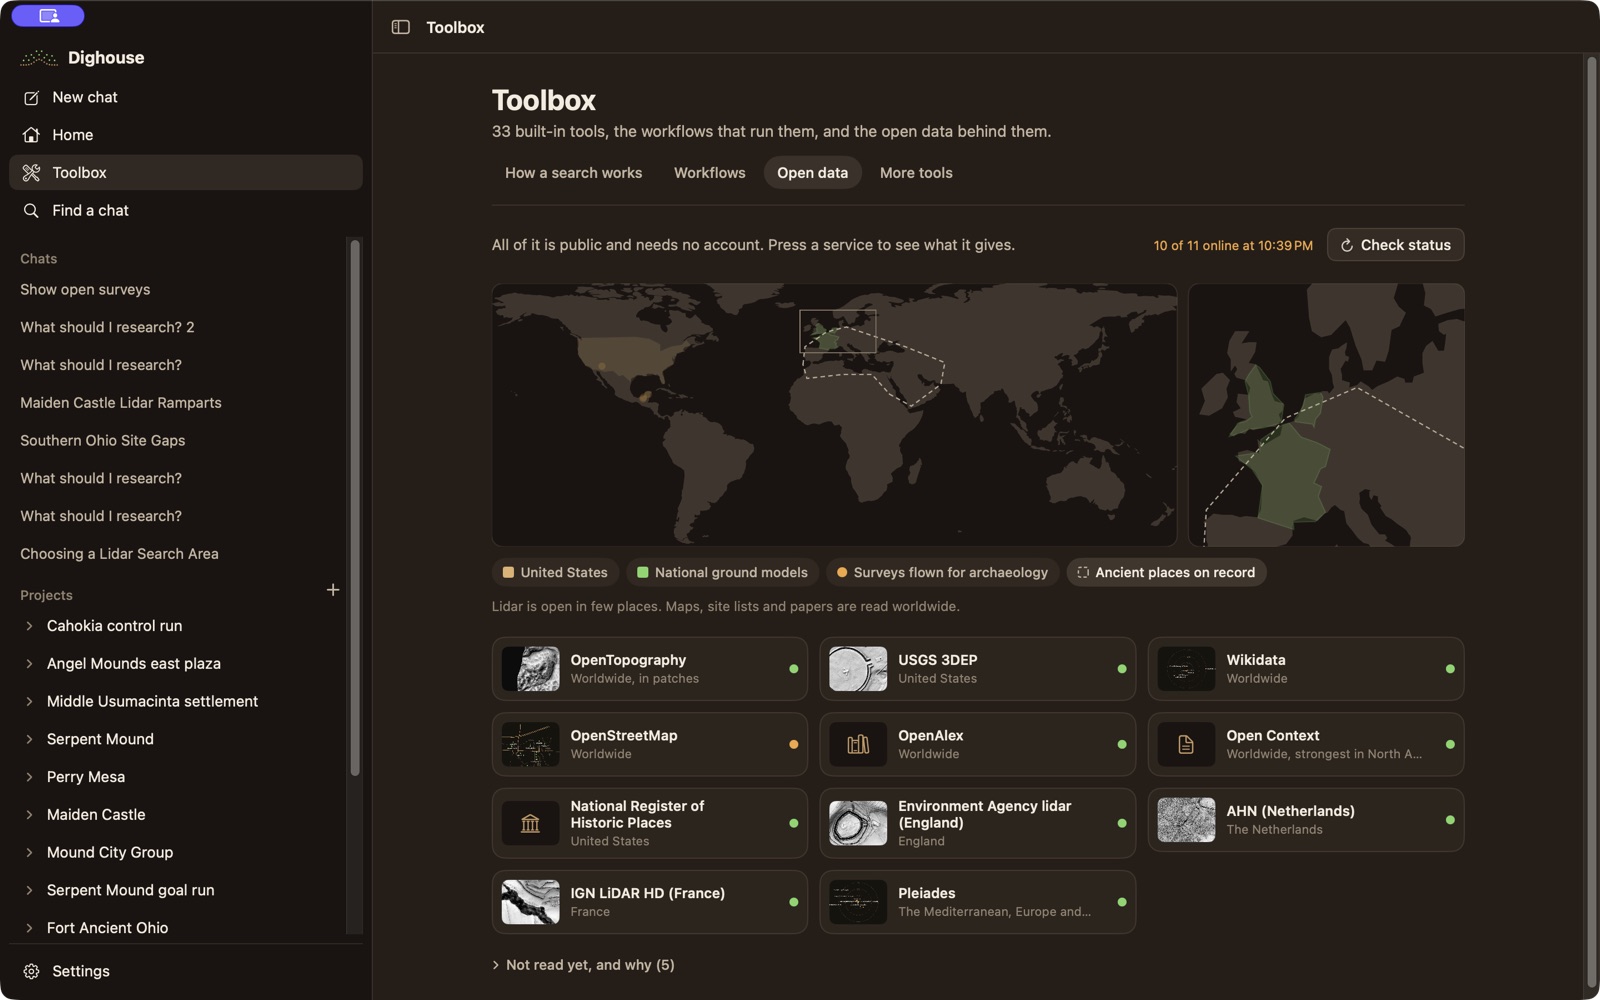 Dighouse
New chat
Home
Toolbox
Find a chat
Chats
Show open surveys
What should I research? 2
What should I research?
Maiden Castle Lidar Ramparts
Southern Ohio Site Gaps
What should I research?
What should I research?
Choosing a Lidar Search Area
Projects
Cahokia control run
Angel Mounds east plaza
Middle Usumacinta settlement
Serpent Mound
Perry Mesa
Maiden Castle
Mound City Group
Serpent Mound goal run
Fort Ancient Ohio
Settings
Toolbox
Toolbox
33 built-in tools, the workflows that run them, and the open data behind them.
How a search works
Workflows
Open data
More tools
All of it is public and needs no account. Press a service to see what it gives.
10 of 11 online at 10:39 PM
Check status
United States
National ground models
Surveys flown for archaeology
Ancient places on record
Lidar is open in few places. Maps, site lists and papers are read worldwide.
OpenTopography
Worldwide, in patches
USGS 3DEP
United States
Wikidata
Worldwide
OpenStreetMap
Worldwide
OpenAlex
Worldwide
Open Context
Worldwide, strongest in North A...
National Register of
Historic Places
United States
Environment Agency lidar
(England)
England
AHN (Netherlands)
The Netherlands
IGN LiDAR HD (France)
France
Pleiades
The Mediterranean, Europe and...
Not read yet, and why (5)